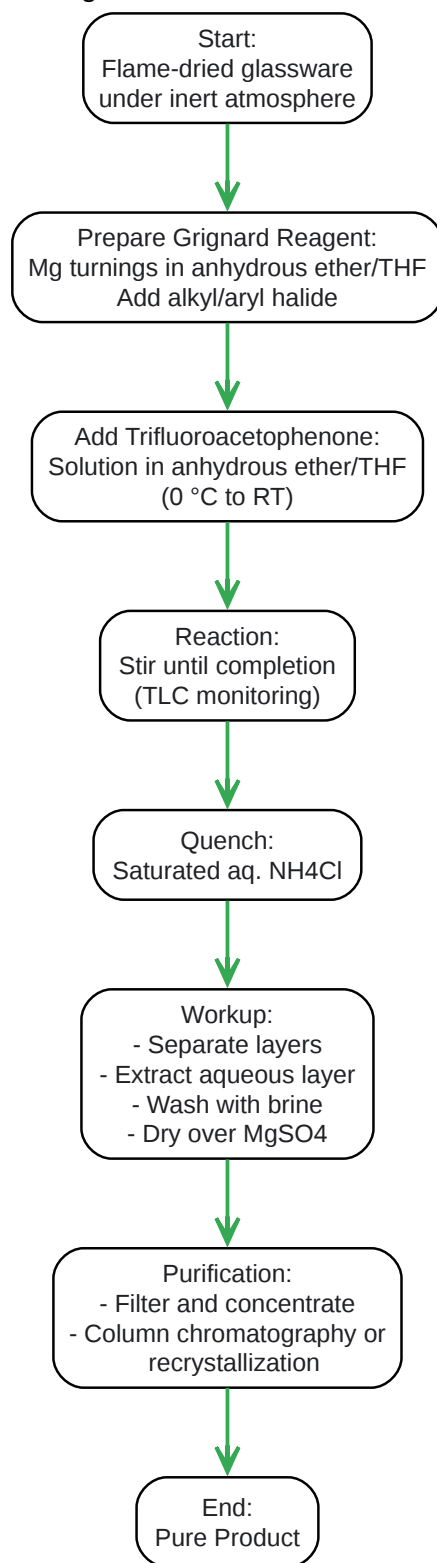 Start:
Flame-dried glassware
under inert atmosphere
Prepare Grignard Reagent:
Mg turnings in anhydrous ether/THF
Add alkyl/aryl halide
Add Trifluoroacetophenone:
Solution in anhydrous ether/THF
(0 °C to RT)
Reaction:
Stir until completion
(TLC monitoring)
Quench:
Saturated aq. NH4Cl
Workup:
- Separate layers
- Extract aqueous layer
- Wash with brine
- Dry over MgSO4
Purification:
- Filter and concentrate
- Column chromatography or
recrystallization
End:
Pure Product